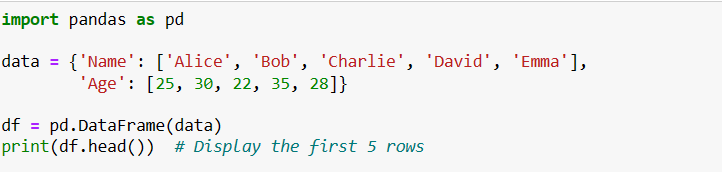 import pandas as pd
data = {'Name': ['Alice', 'Bob', 'Charlie', 'David', 'Emma'],
        'Age': [25, 30, 22, 35, 28]}
df = pd.DataFrame(data)
print(df.head())  # Display the first 5 rows